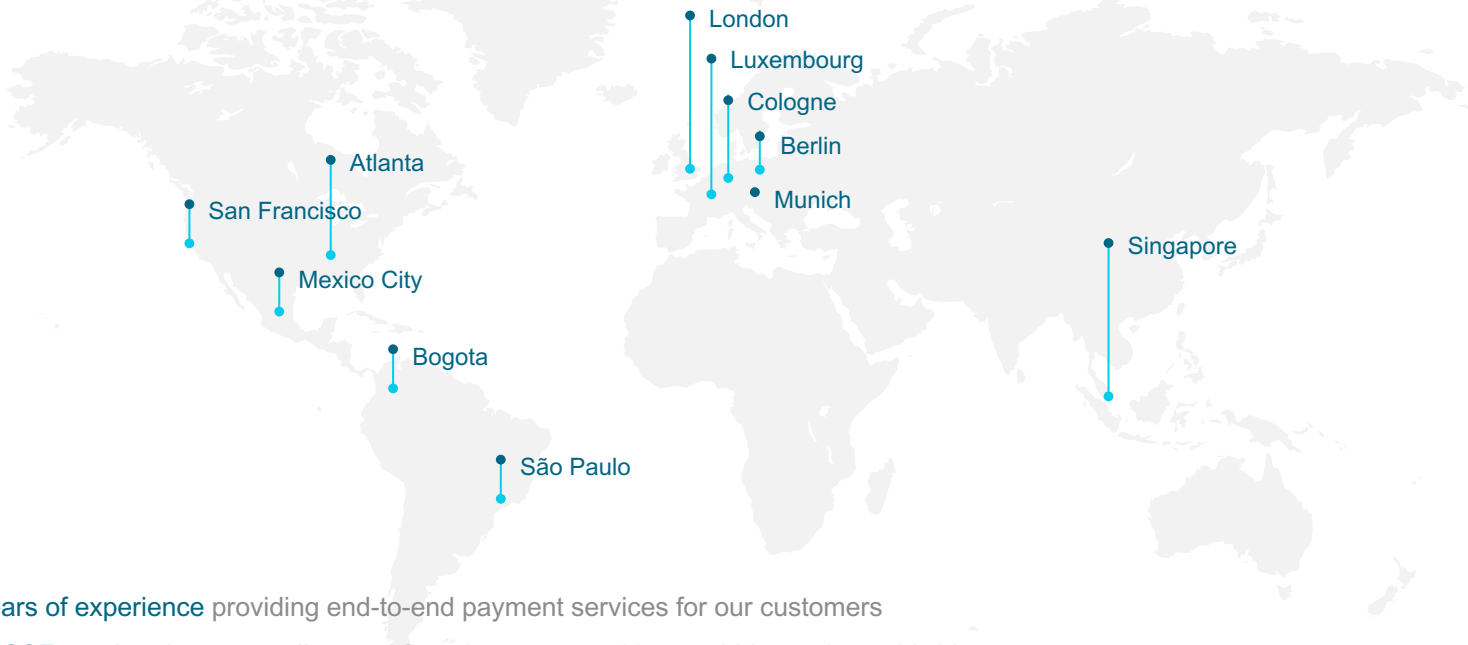 London
Luxembourg
Cologne
Berlin
Atlanta
Munich
San Francisco
Singapore
Mexico City
Bogota
São Paulo
of experience providing end-to-end payment services for our customers